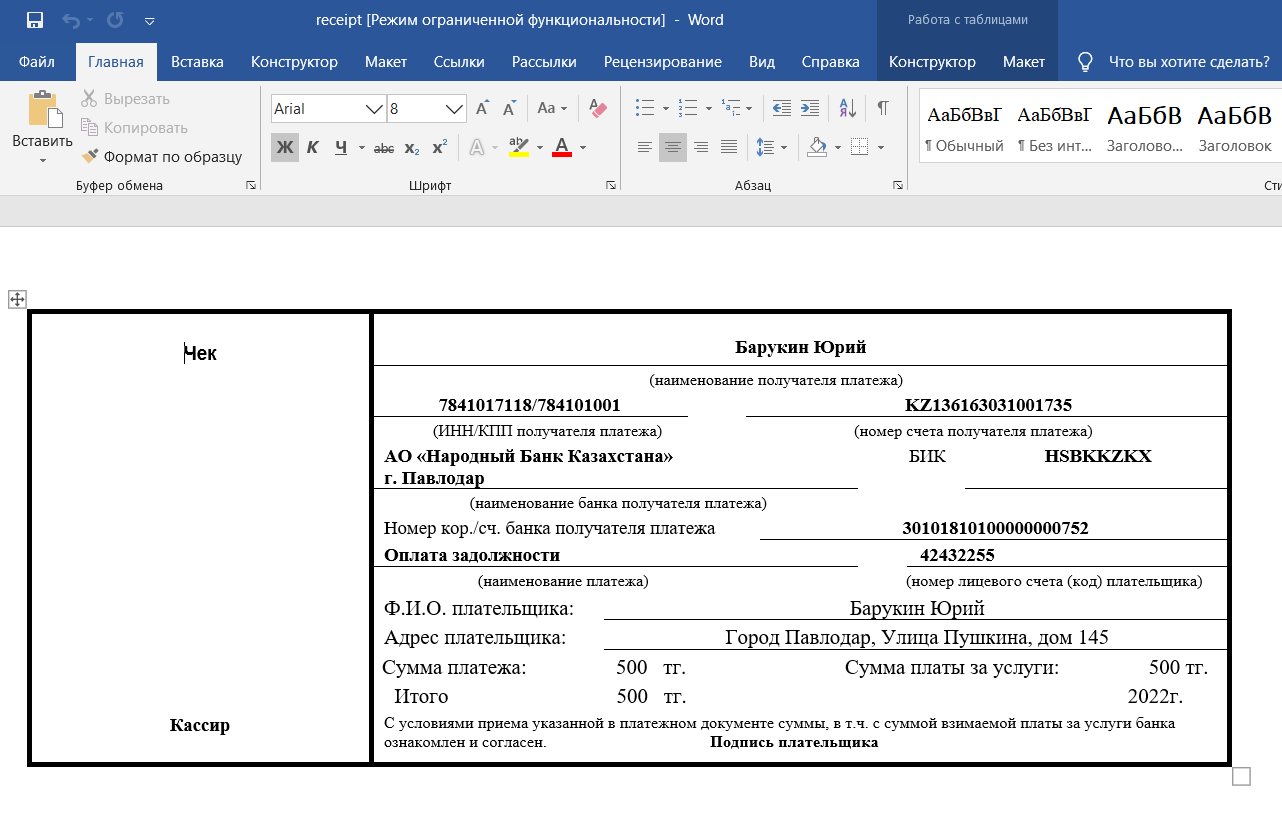 receipt [Режим ограниченной функциональности] - Word
Работа с таблицами
Файл Главная Вставка Конструктор Макет Ссылки Рассылки Рецензирование Вид Справка Конструктор Макет Что вы хотите сделать?
Вставить
Вырезать
Копировать
Формат по образцу
Буфер обмена
Arial 8
Шрифт
Абзац
АаБбВвГ АаБбВвГ АаБбВ АаБбВ
¶ Обычный ¶ Без инт... Заголово... Заголовок
Сти
Чек
Кассир
Барукин Юрий
(наименование получателя платежа)
7841017118/784101001 KZ136163031001735
(ИНН/КПП получателя платежа) (номер счета получателя платежа)
АО «Народный Банк Казахстана» БИК HSBKKZKX
г. Павлодар
(наименование банка получателя платежа)
Номер кор./сч. банка получателя платежа 30101810100000000752
Оплата задолжности 42432255
(наименование платежа) (номер лицевого счета (код) плательщика)
Ф.И.О. плательщика: Барукин Юрий
Адрес плательщика: Город Павлодар, Улица Пушкина, дом 145
Сумма платежа: 500 тг. Сумма платы за услуги: 500 тг.
Итого 500 тг. 2022г.
С условиями приема указанной в платежном документе суммы, в т.ч. с суммой взимаемой платы за услуги банка
ознакомлен и согласен. Подпись плательщика